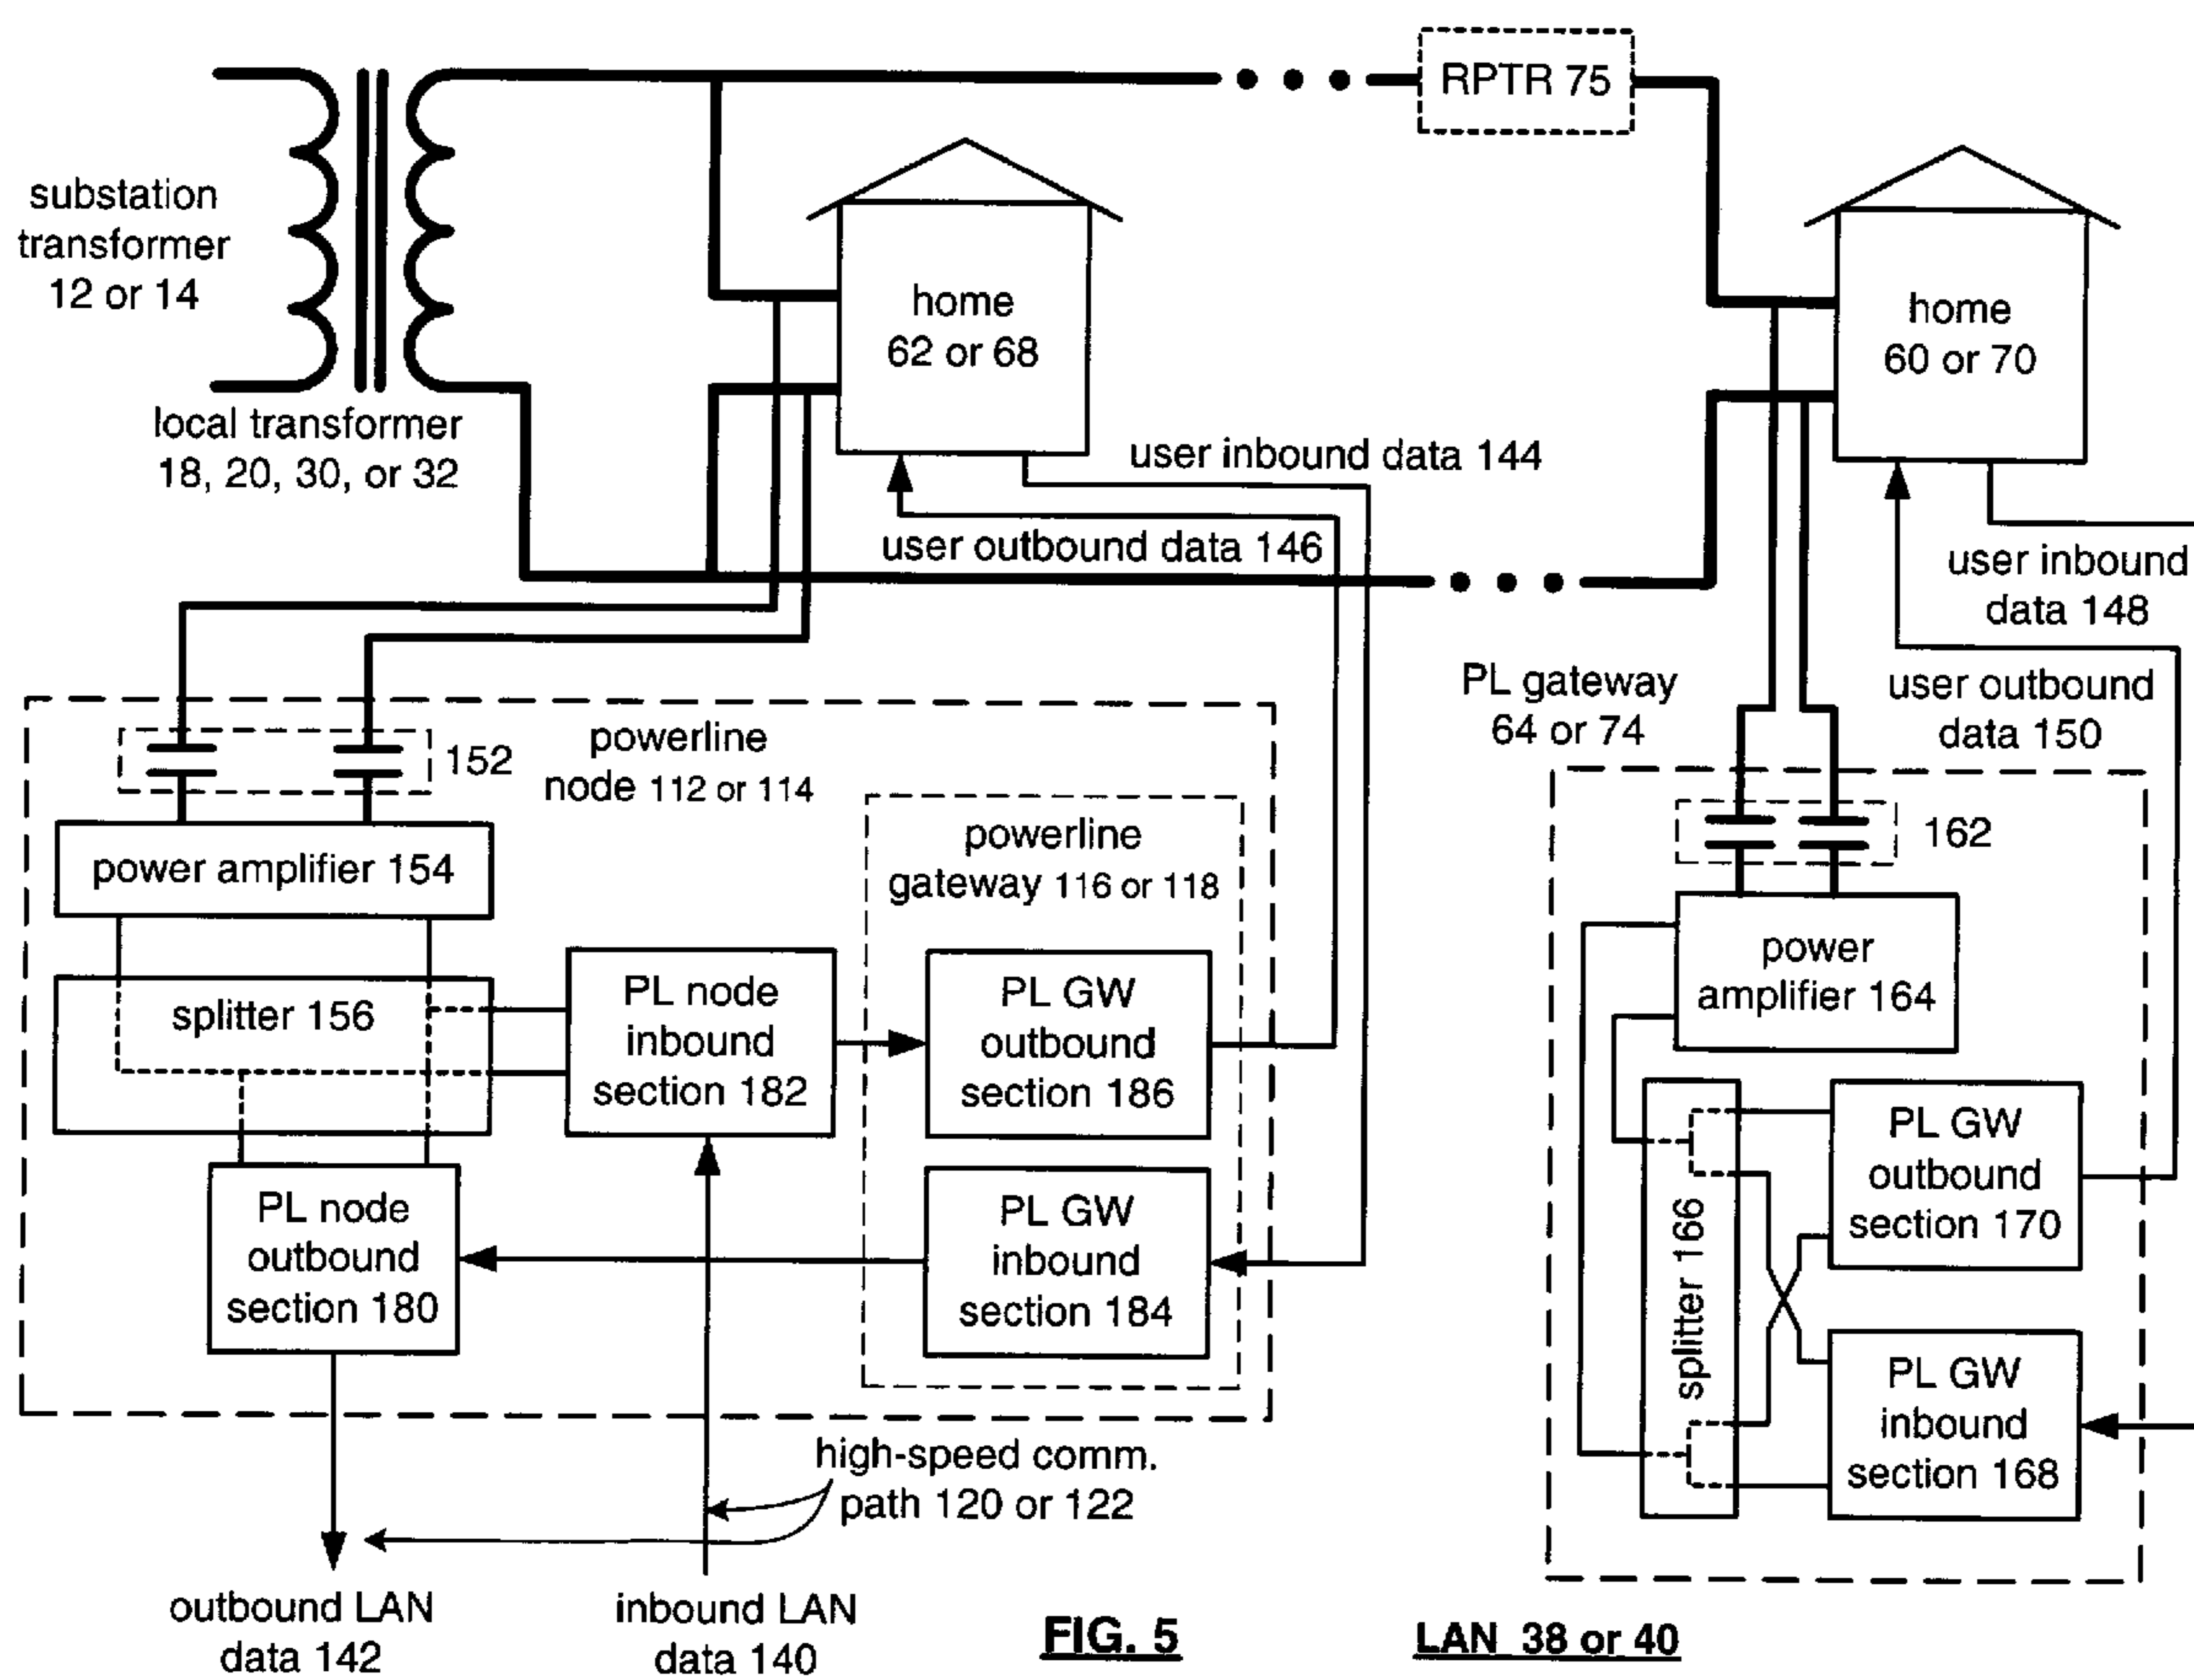 RPTR 75
substation
transformer
12 or 14
home
62 or 68
home
60 or 70
local transformer
18, 20, 30, or 32
user inbound data 144
user outbound data 146
user inbound
data 148
PL gateway
64 or 74
user outbound
data 150
powerline
node 112 or 114
152
162
powerline
gateway 116 or 118
power amplifier 154
power
amplifier 164
splitter 156
PL node
inbound
section 182
PL GW
outbound
section 186
PL GW
outbound
section 170
splitter 166
PL node
outbound
section 180
PL GW
inbound
section 184
PL GW
inbound
section 168
high-speed comm.
path 120 or 122
outbound LAN
data 142
inbound LAN
data 140
FIG. 5
LAN 38 or 40